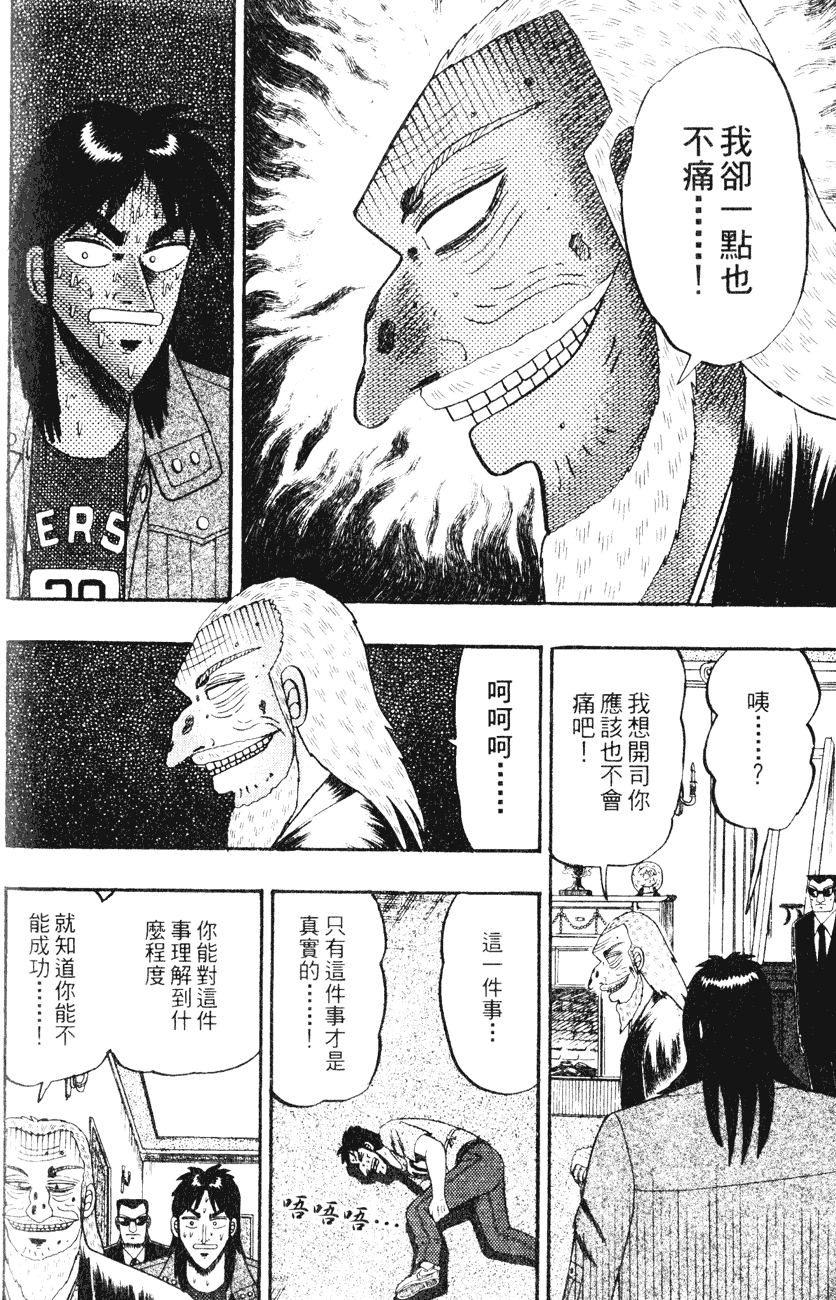 我卻一點也
不痛……！
IERS
咦……？
我想開司你
應該也不會
痛吧！
呵呵呵……
這一件事…
只有這件事才是
真實的……！
唔唔唔…
你能對這件
事理解到什
麼程度
就知道你能不
能成功……！